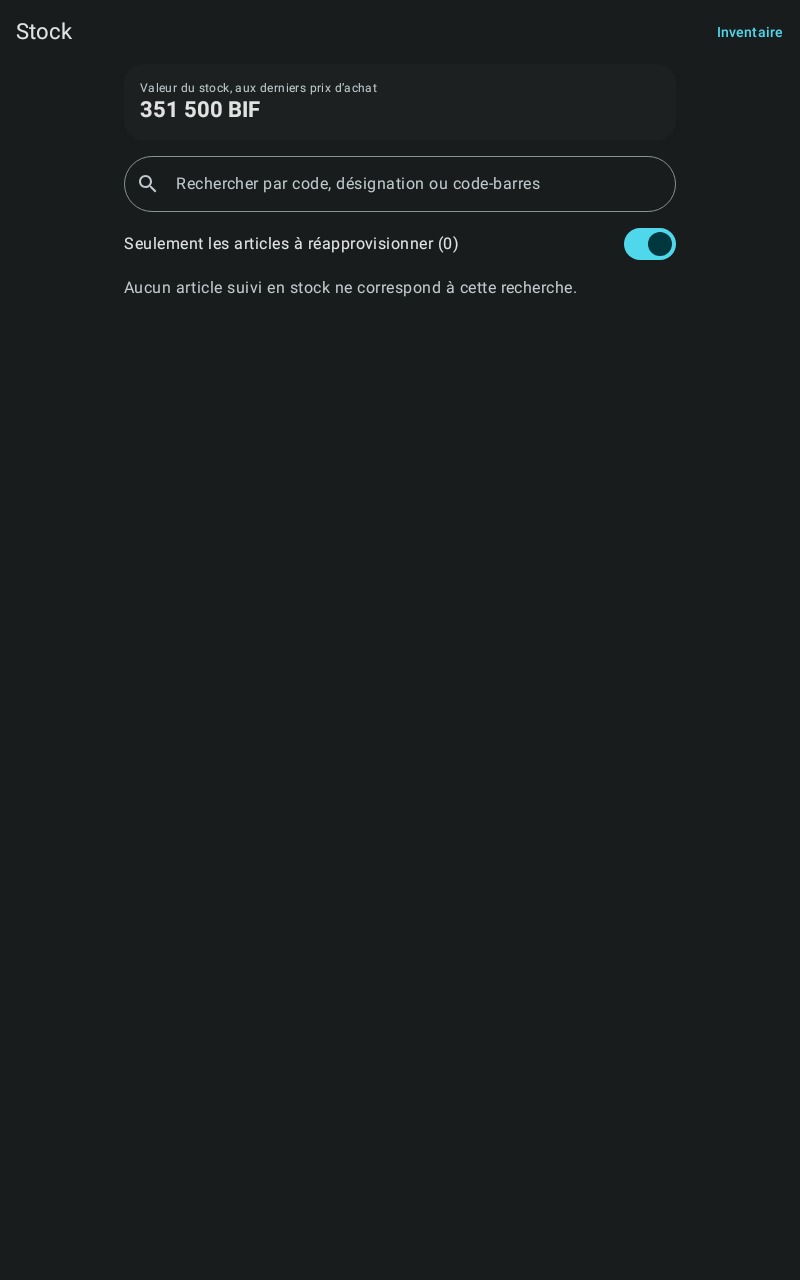 Stock
Inventaire
Valeur du stock, aux derniers prix d’achat
351 500 BIF
Rechercher par code, désignation ou code-barres
Seulement les articles à réapprovisionner (0)
Aucun article suivi en stock ne correspond à cette recherche.